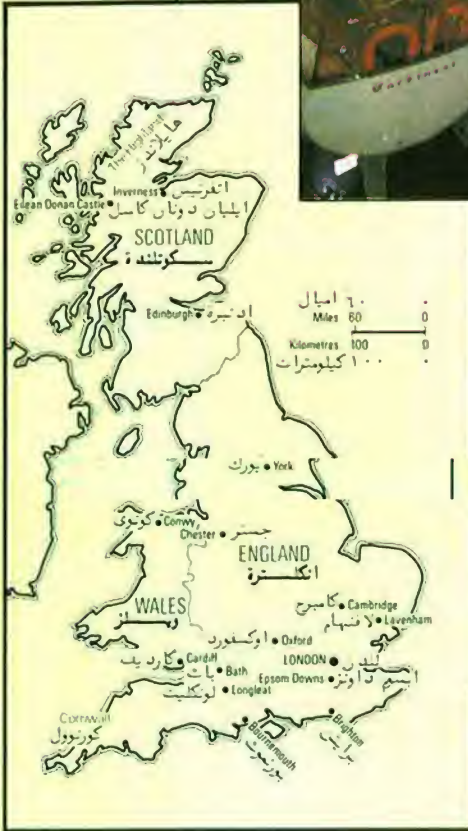 The Highlands
هايلاندز
Inverness انفرنيس
Eilean Donan Castle ايليان دونان كاسل
SCOTLAND
سكوتلندة
Edinburgh ادنبرة
٠ ٦٠ اميال
Miles 60 0
Kilometres 100 0
٠ ١٠٠ كيلومترات
يورك York
كونوي Conwy
Chester جستر
ENGLAND
انكلترة
WALES
ويلز
كامبرج Cambridge
لافنهام Lavenham
اوكسفورد Oxford
LONDON لندن
كارديف Cardiff
باث Bath
Epsom Downs ابسم داونز
لونكليت Longleat
Cornwall
كورنوول
Bournemouth
بورنموث
Brighton
برايتن